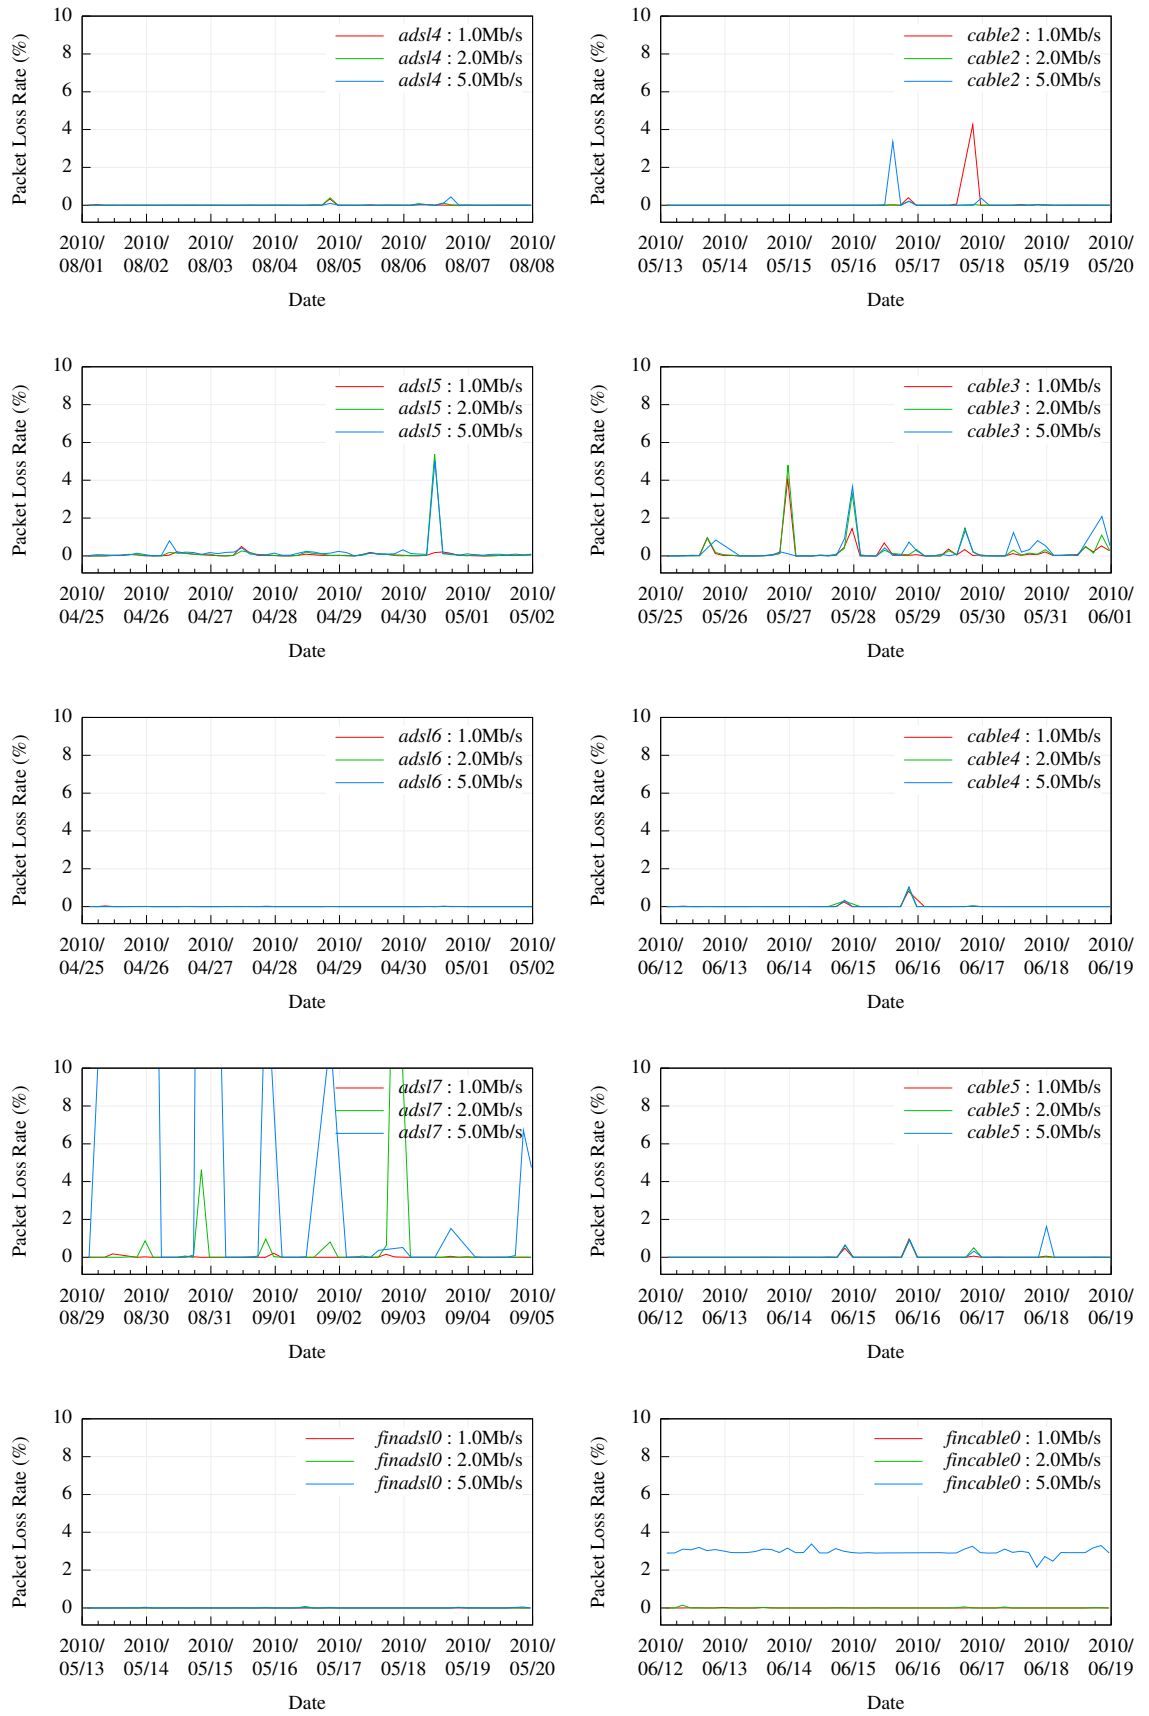 Packet Loss Rate (%)
10
8
6
4
2
0
adsl4 : 1.0Mb/s
adsl4 : 2.0Mb/s
adsl4 : 5.0Mb/s
2010/ 2010/ 2010/ 2010/ 2010/ 2010/ 2010/ 2010/
08/01 08/02 08/03 08/04 08/05 08/06 08/07 08/08
Date
Packet Loss Rate (%)
10
8
6
4
2
0
cable2 : 1.0Mb/s
cable2 : 2.0Mb/s
cable2 : 5.0Mb/s
2010/ 2010/ 2010/ 2010/ 2010/ 2010/ 2010/ 2010/
05/13 05/14 05/15 05/16 05/17 05/18 05/19 05/20
Date
Packet Loss Rate (%)
10
8
6
4
2
0
adsl5 : 1.0Mb/s
adsl5 : 2.0Mb/s
adsl5 : 5.0Mb/s
2010/ 2010/ 2010/ 2010/ 2010/ 2010/ 2010/ 2010/
04/25 04/26 04/27 04/28 04/29 04/30 05/01 05/02
Date
Packet Loss Rate (%)
10
8
6
4
2
0
cable3 : 1.0Mb/s
cable3 : 2.0Mb/s
cable3 : 5.0Mb/s
2010/ 2010/ 2010/ 2010/ 2010/ 2010/ 2010/ 2010/
05/25 05/26 05/27 05/28 05/29 05/30 05/31 06/01
Date
Packet Loss Rate (%)
10
8
6
4
2
0
adsl6 : 1.0Mb/s
adsl6 : 2.0Mb/s
adsl6 : 5.0Mb/s
2010/ 2010/ 2010/ 2010/ 2010/ 2010/ 2010/ 2010/
04/25 04/26 04/27 04/28 04/29 04/30 05/01 05/02
Date
Packet Loss Rate (%)
10
8
6
4
2
0
cable4 : 1.0Mb/s
cable4 : 2.0Mb/s
cable4 : 5.0Mb/s
2010/ 2010/ 2010/ 2010/ 2010/ 2010/ 2010/ 2010/
06/12 06/13 06/14 06/15 06/16 06/17 06/18 06/19
Date
Packet Loss Rate (%)
10
8
6
4
2
0
adsl7 : 1.0Mb/s
adsl7 : 2.0Mb/s
adsl7 : 5.0Mb/s
2010/ 2010/ 2010/ 2010/ 2010/ 2010/ 2010/ 2010/
08/29 08/30 08/31 09/01 09/02 09/03 09/04 09/05
Date
Packet Loss Rate (%)
10
8
6
4
2
0
cable5 : 1.0Mb/s
cable5 : 2.0Mb/s
cable5 : 5.0Mb/s
2010/ 2010/ 2010/ 2010/ 2010/ 2010/ 2010/ 2010/
06/12 06/13 06/14 06/15 06/16 06/17 06/18 06/19
Date
Packet Loss Rate (%)
10
8
6
4
2
0
finadsl0 : 1.0Mb/s
finadsl0 : 2.0Mb/s
finadsl0 : 5.0Mb/s
2010/ 2010/ 2010/ 2010/ 2010/ 2010/ 2010/ 2010/
05/13 05/14 05/15 05/16 05/17 05/18 05/19 05/20
Date
Packet Loss Rate (%)
10
8
6
4
2
0
fincable0 : 1.0Mb/s
fincable0 : 2.0Mb/s
fincable0 : 5.0Mb/s
2010/ 2010/ 2010/ 2010/ 2010/ 2010/ 2010/ 2010/
06/12 06/13 06/14 06/15 06/16 06/17 06/18 06/19
Date